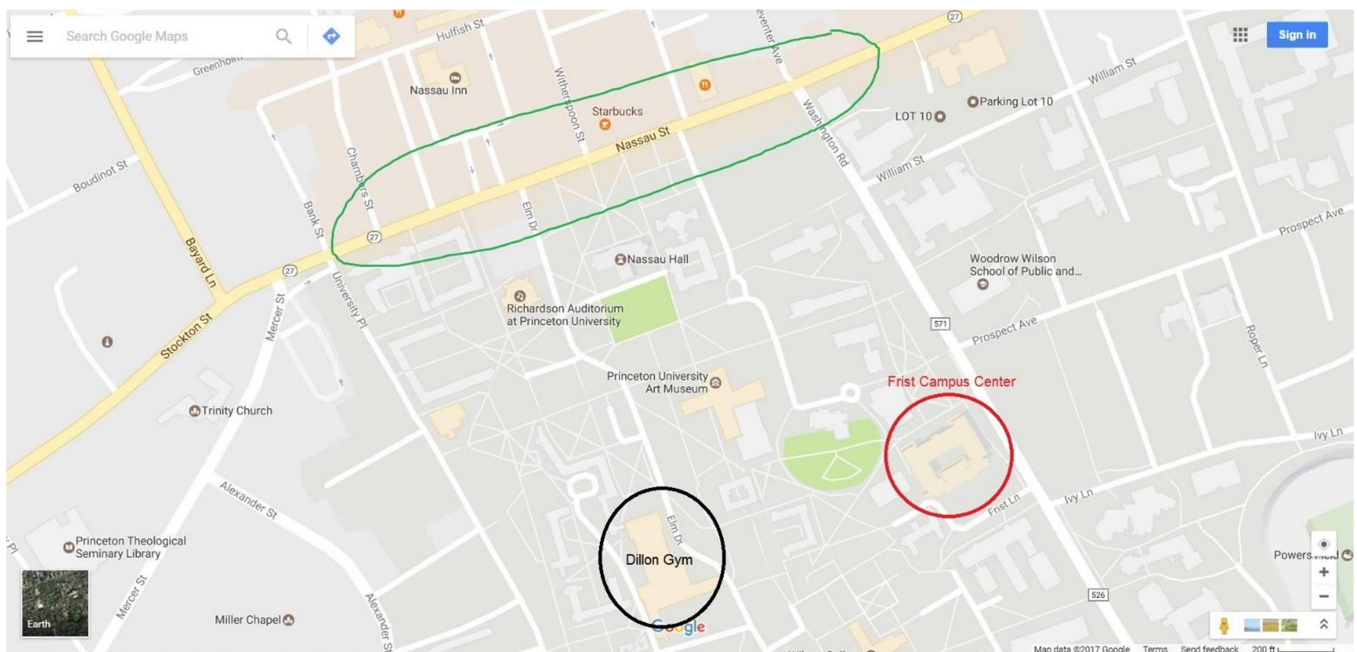 Search Google Maps
Sign in
Hulfish St
27
Nassau Inn
Witherspoon St
Starbucks
Nassau St
Washington Rd
LOT 10
Parking Lot 10
William St
William St
Boudinot St
Chambers St
Bank St
Elm Dr
27
27
Bayard Ln
Stockton St
Mercer St
University Pl
Nassau Hall
Richardson Auditorium
at Princeton University
Woodrow Wilson
School of Public and...
Prospect Ave
571
Prospect Ave
Roper Ln
Princeton University
Art Museum
Frist Campus Center
Trinity Church
Ivy Ln
Ivy Ln
Frist Ln
Alexander St
Elm Dr
Dillon Gym
Princeton Theological
Seminary Library
Mercer St
Earth
Miller Chapel
Alexander St
Google
526
Map data ©2017 Google
Terms
Send feedback
200 ft